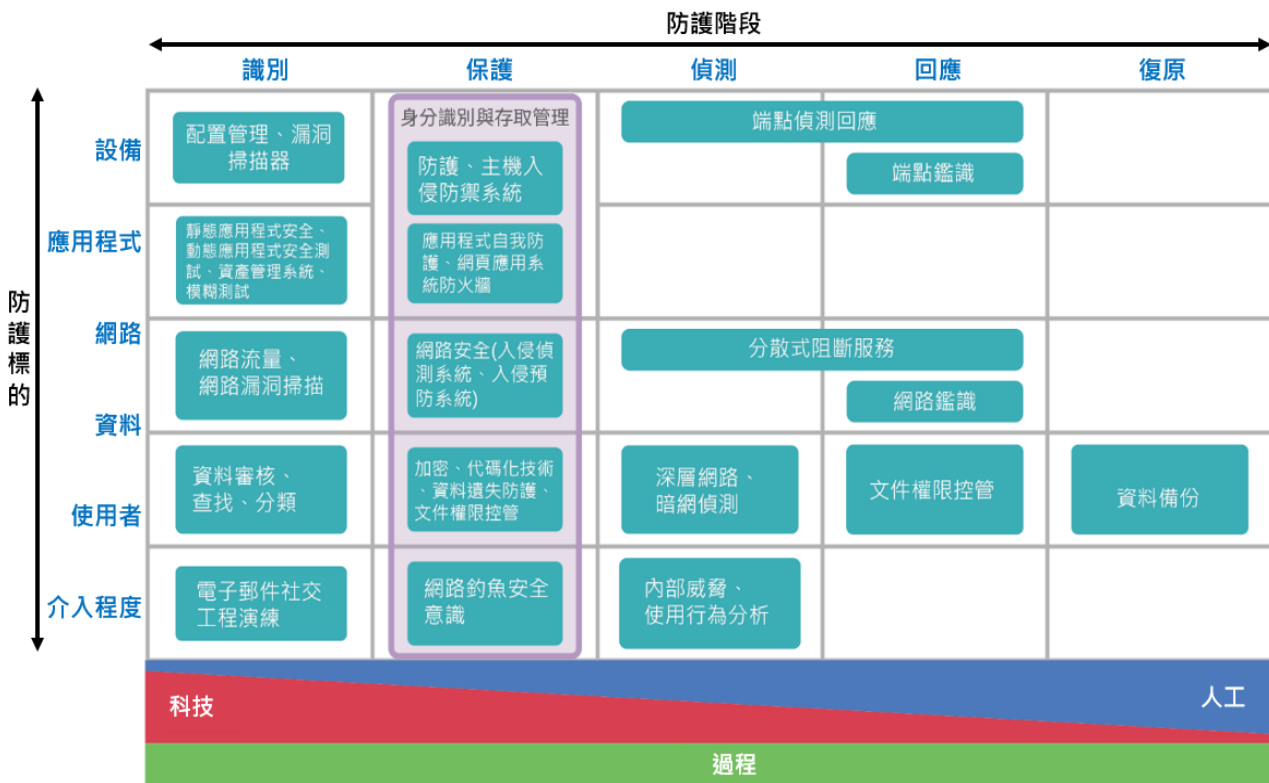 防護階段
識別
保護
偵測
回應
復原
防護標的
設備
應用程式
網路
資料
使用者
介入程度
身分識別與存取管理
配置管理、漏洞
掃描器
防護、主機入
侵防禦系統
端點偵測回應
端點鑑識
靜態應用程式安全、
動態應用程式安全測
試、資產管理系統、
模糊測試
應用程式自我防
護、網頁應用系
統防火牆
網路流量、
網路漏洞掃描
網路安全(入侵偵
測系統、入侵預
防系統)
分散式阻斷服務
網路鑑識
資料審核、
查找、分類
加密、代碼化技術
、資料遺失防護、
文件權限控管
深層網路、
暗網偵測
文件權限控管
資料備份
電子郵件社交
工程演練
網路釣魚安全
意識
內部威脅、
使用行為分析
科技
人工
過程